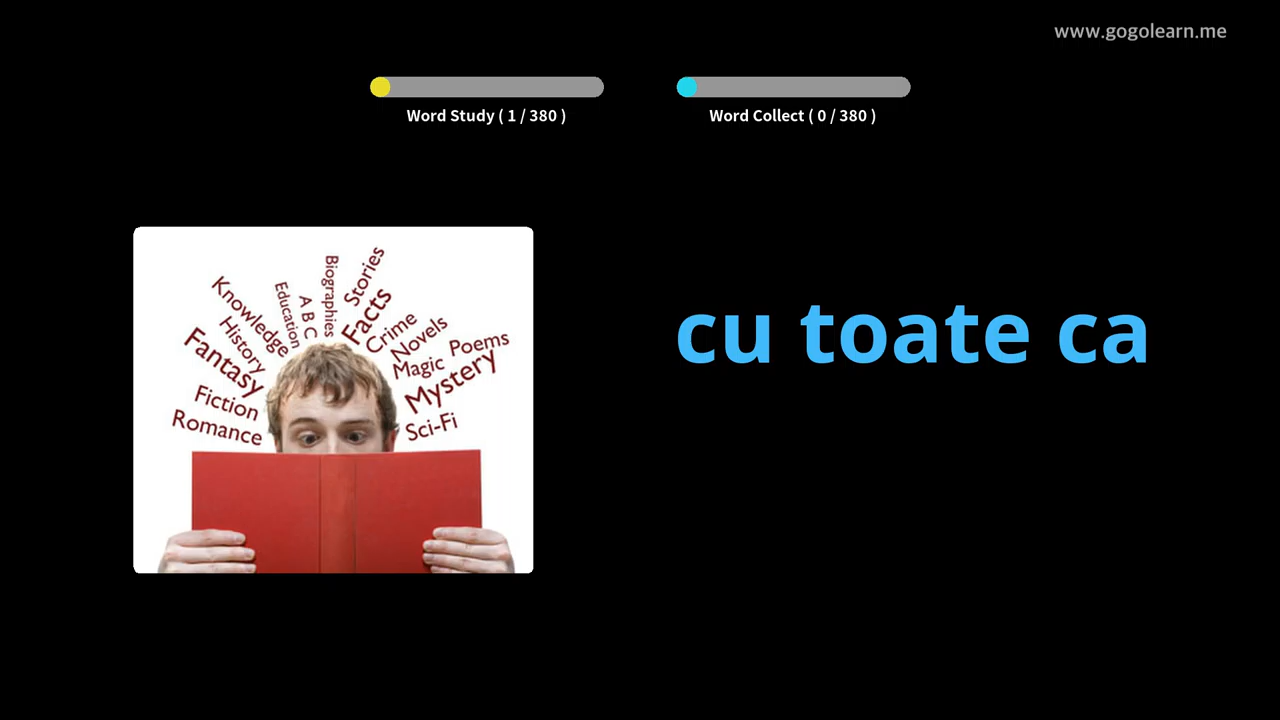 www.gogolearn.me
Word Study ( 1 / 380 )
Word Collect ( 0 / 380 )
cu toate ca
Romance
Fiction
Fantasy
History
Knowledge
Education
A B C
Biographies
Stories
Facts
Crime
Novels
Magic
Poems
Mystery
Sci-Fi